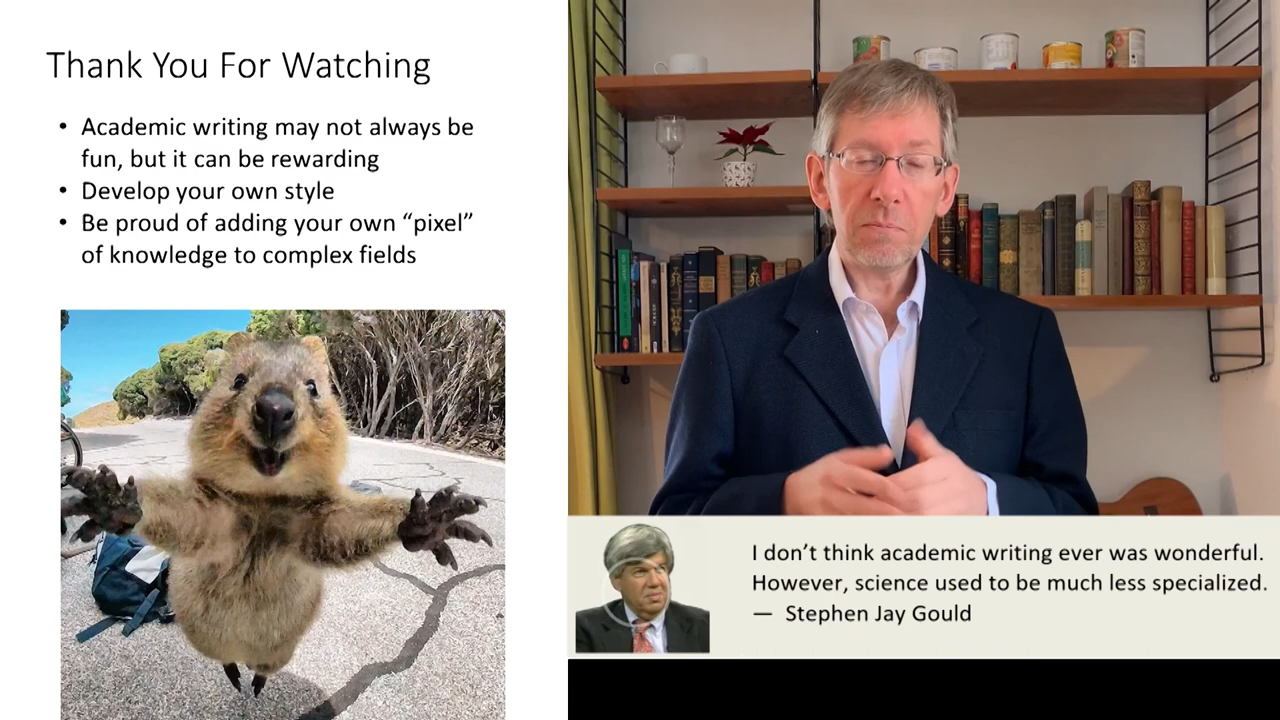 Thank You For Watching
• Academic writing may not always be
fun, but it can be rewarding
• Develop your own style
• Be proud of adding your own “pixel”
of knowledge to complex fields
I don’t think academic writing ever was wonderful.
However, science used to be much less specialized.
— Stephen Jay Gould